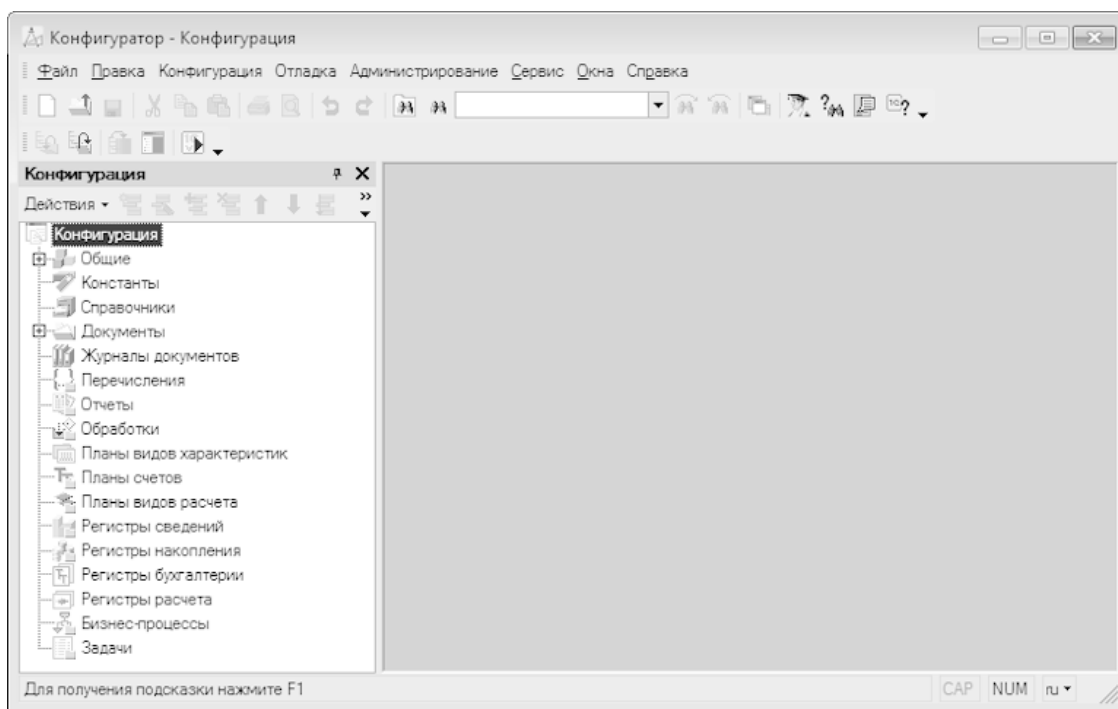 Конфигуратор - Конфигурация
Файл Правка Конфигурация Отладка Администрирование Сервис Окна Справка
Конфигурация
Действия
Конфигурация
Общие
Константы
Справочники
Документы
Журналы документов
Перечисления
Отчеты
Обработки
Планы видов характеристик
Планы счетов
Планы видов расчета
Регистры сведений
Регистры накопления
Регистры бухгалтерии
Регистры расчета
Бизнес-процессы
Задачи
Для получения подсказки нажмите F1 CAP NUM ru